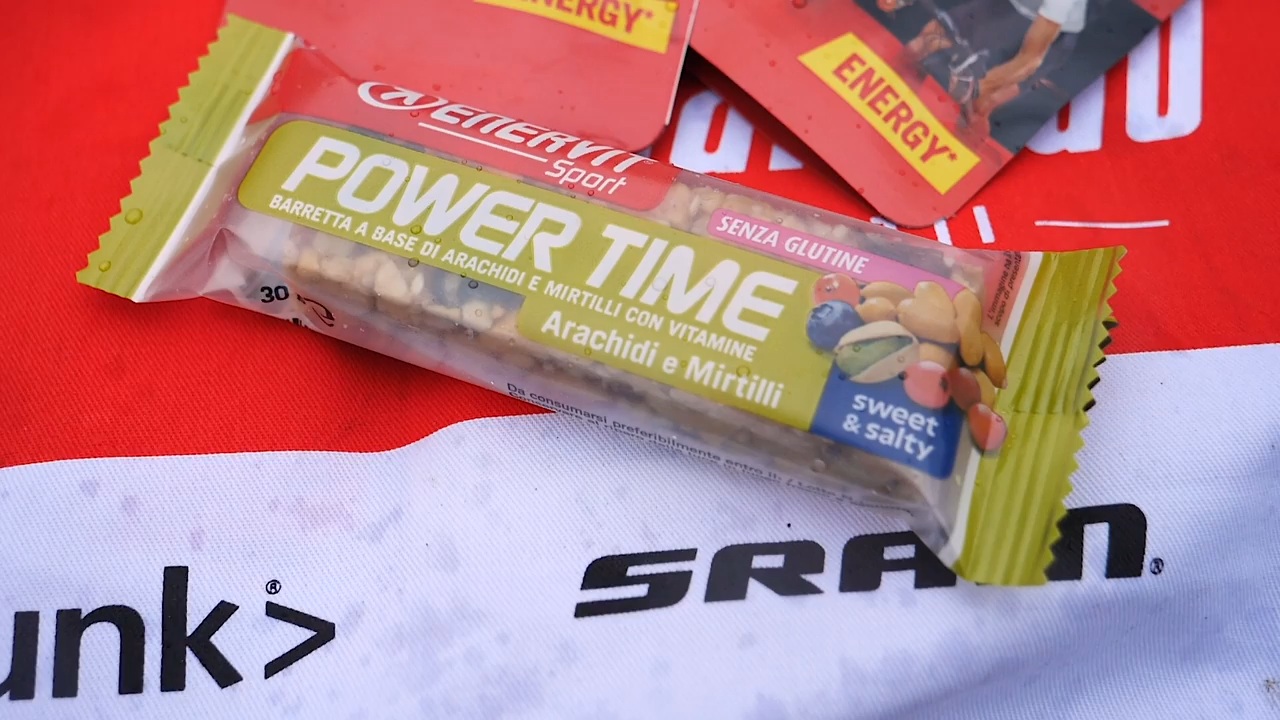 ENERGY*
ENERGY*
ENERVIT
Sport
POWER TIME
BARRETTA A BASE DI ARACHIDI E MIRTILLI CON VITAMINE
Arachidi e Mirtilli
SENZA GLUTINE
sweet
& salty
30
Da consumarsi preferibilmente entro il:
unk>®
SRAM®